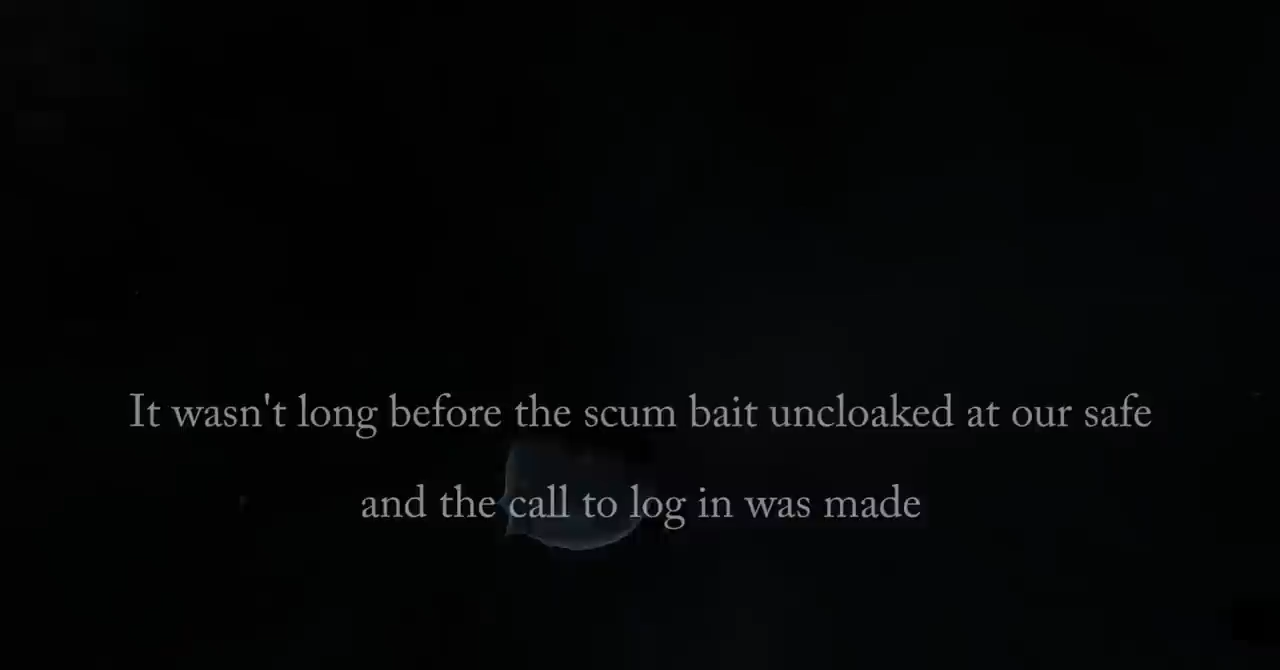 It wasn't long before the scum bait uncloaked at our safe
and the call to log in was made